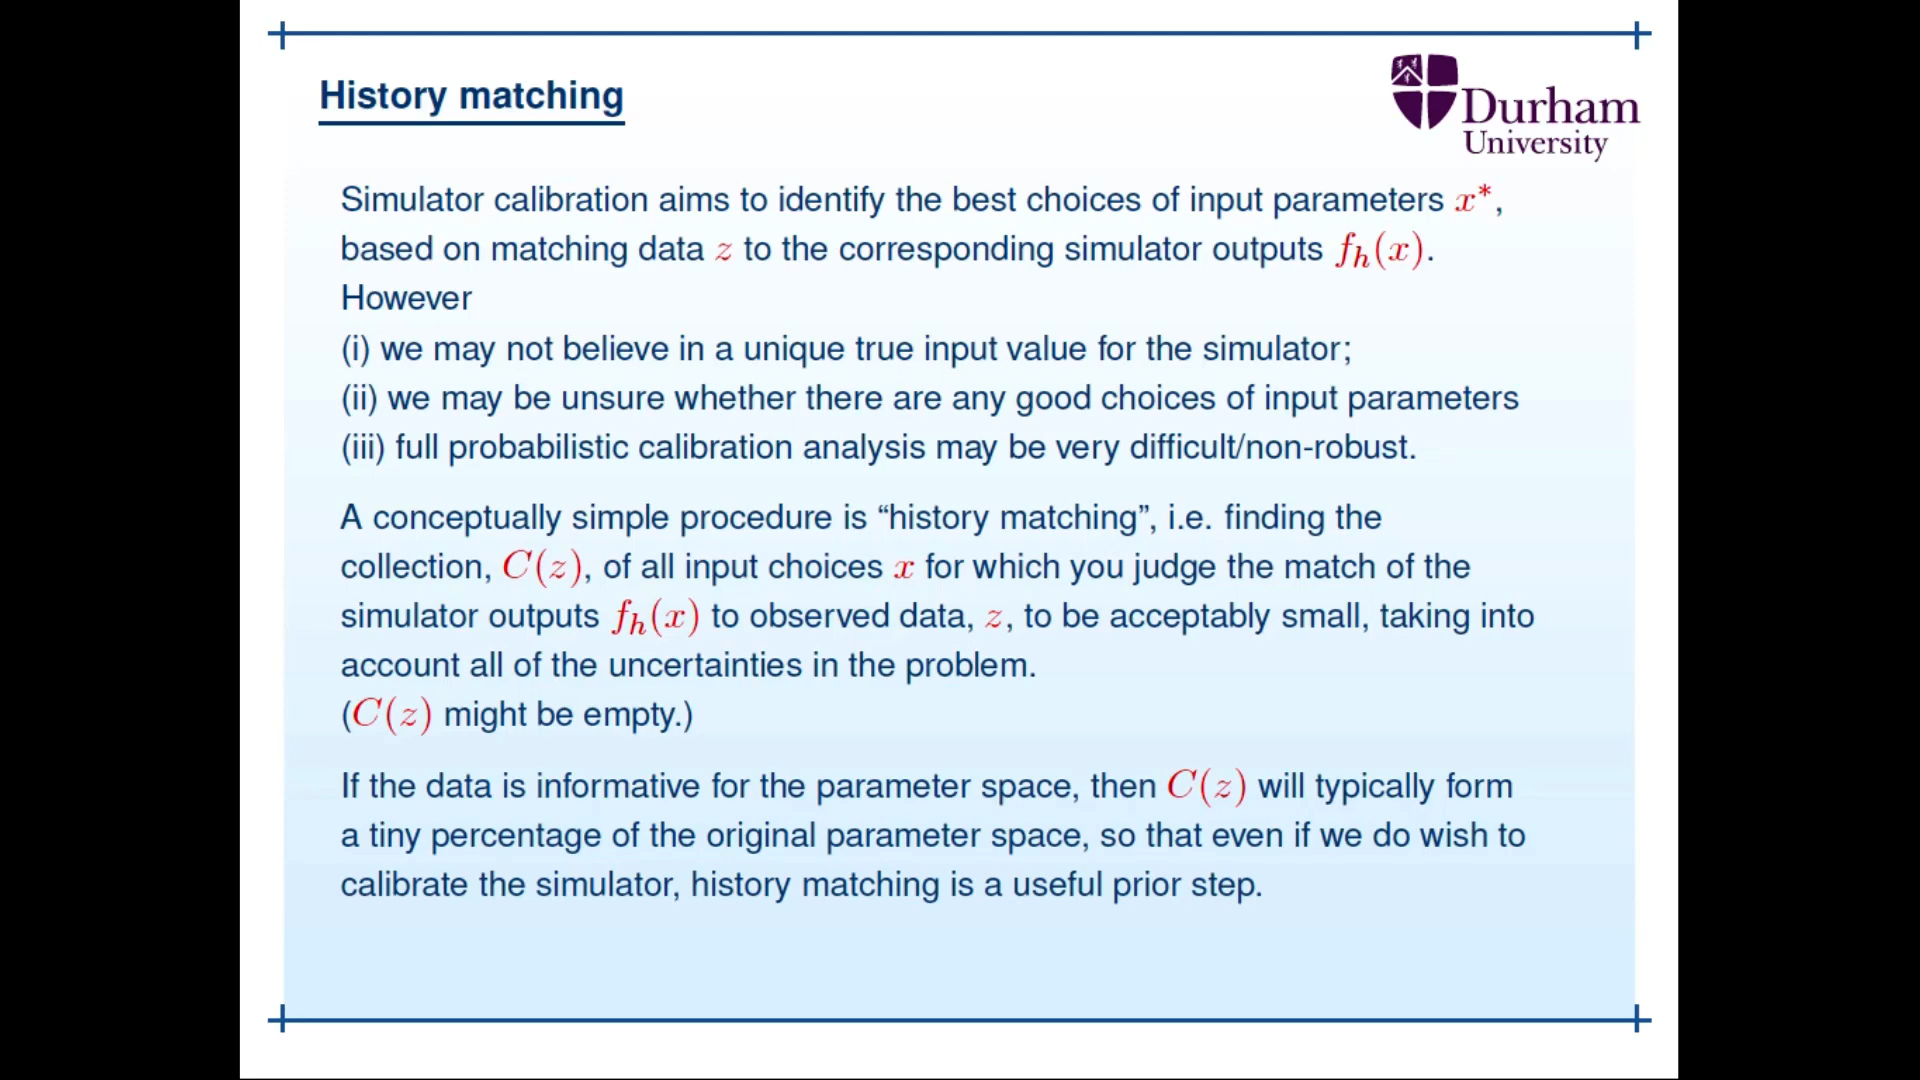 History matching
Durham
University
Simulator calibration aims to identify the best choices of input parameters x*,
based on matching data z to the corresponding simulator outputs f_h(x).
However
(i) we may not believe in a unique true input value for the simulator;
(ii) we may be unsure whether there are any good choices of input parameters
(iii) full probabilistic calibration analysis may be very difficult/non-robust.
A conceptually simple procedure is “history matching”, i.e. finding the
collection, C(z), of all input choices x for which you judge the match of the
simulator outputs f_h(x) to observed data, z, to be acceptably small, taking into
account all of the uncertainties in the problem.
(C(z) might be empty.)
If the data is informative for the parameter space, then C(z) will typically form
a tiny percentage of the original parameter space, so that even if we do wish to
calibrate the simulator, history matching is a useful prior step.